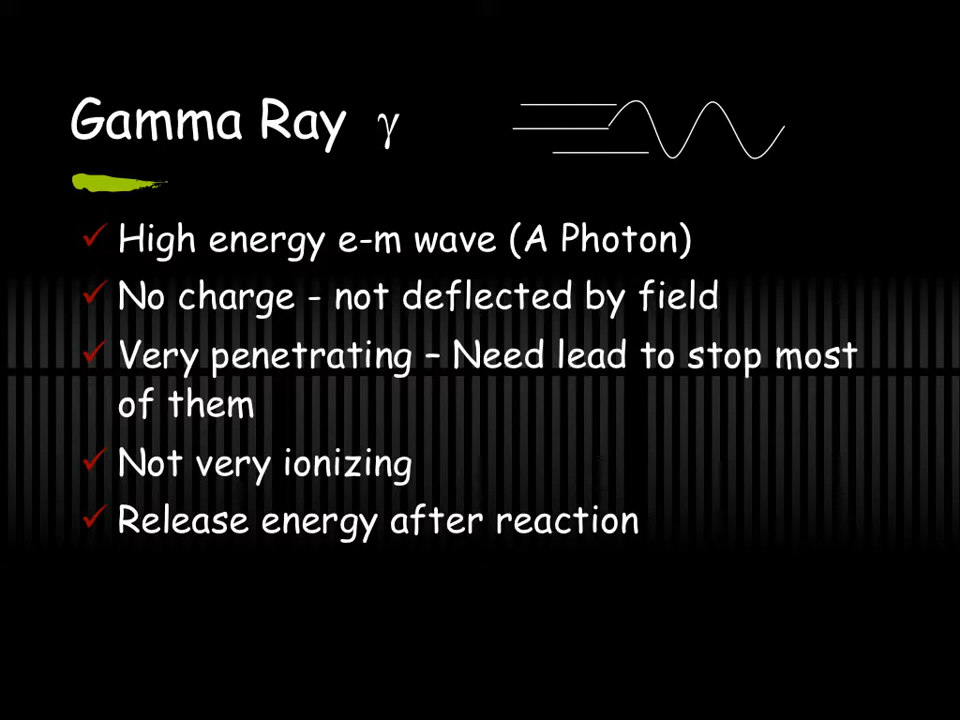 Gamma Ray γ
High energy e-m wave (A Photon)
No charge - not deflected by field
Very penetrating – Need lead to stop most
of them
Not very ionizing
Release energy after reaction